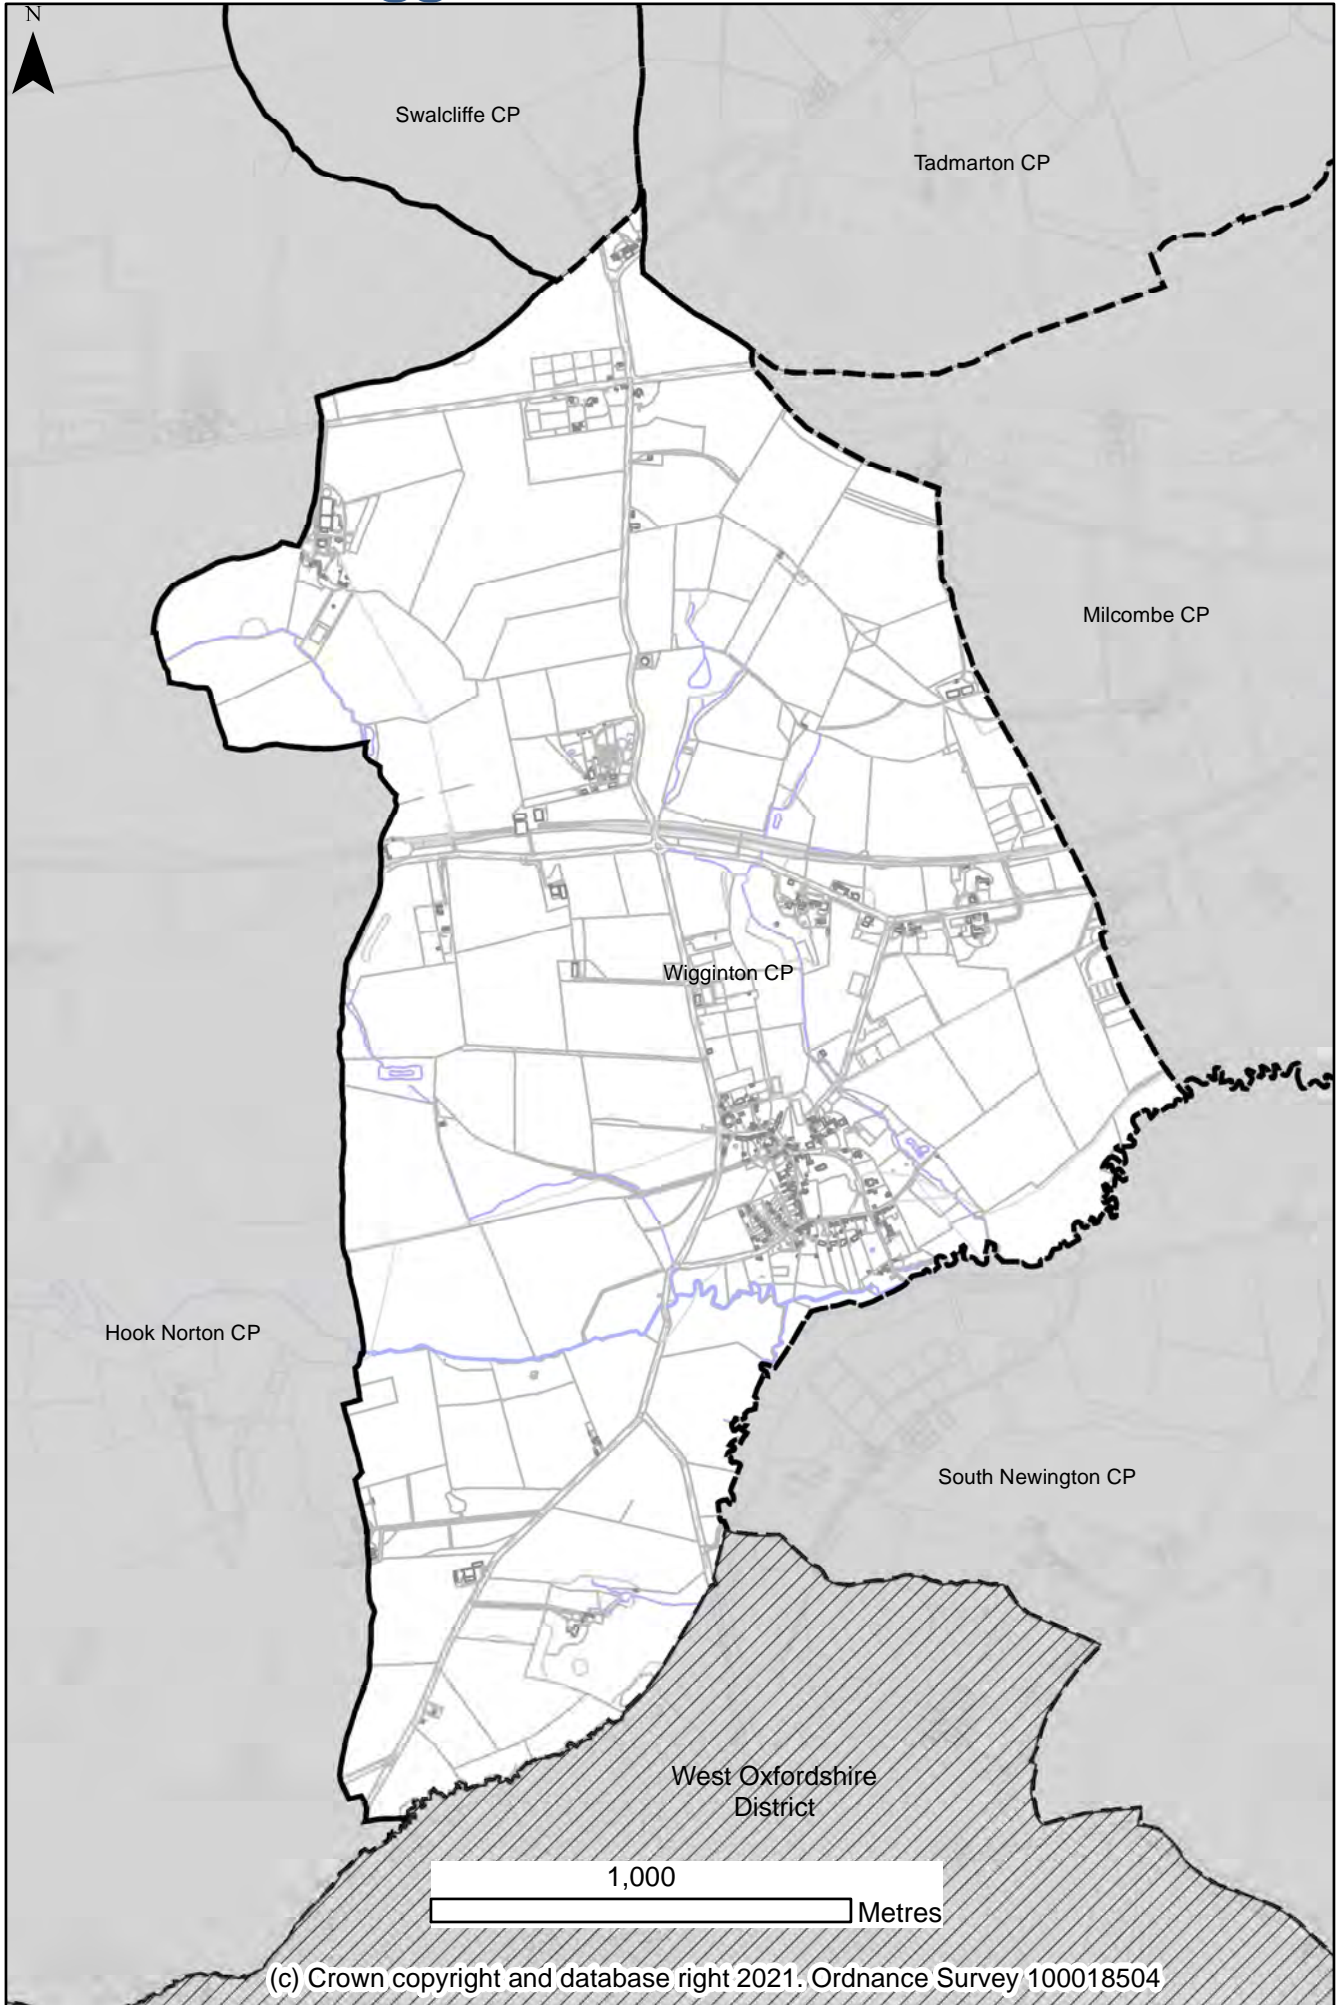 N
Swalcliffe CP
Tadmarton CP
Milcombe CP
Wigginton CP
Hook Norton CP
South Newington CP
West Oxfordshire
District
1,000
Metres
(c) Crown copyright and database right 2021. Ordnance Survey 100018504